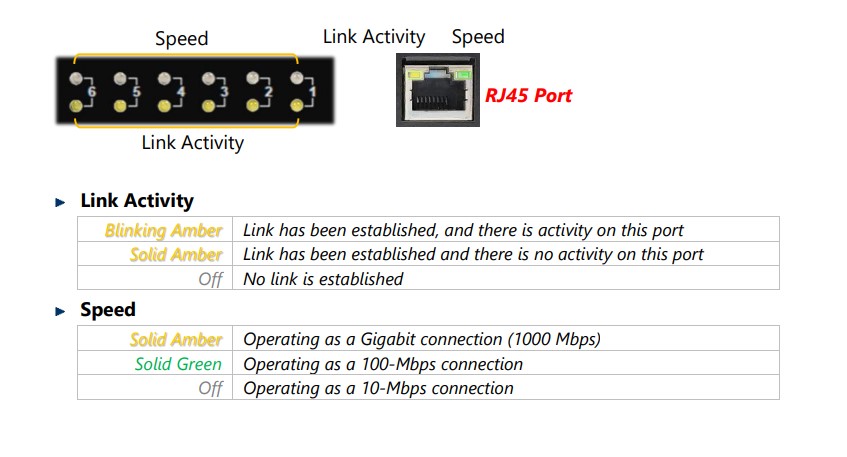 Speed
Link Activity Speed
6 5 4 3 2 1
RJ45 Port
Link Activity
Link Activity
Blinking Amber Link has been established, and there is activity on this port
Solid Amber Link has been established and there is no activity on this port
Off No link is established
Speed
Solid Amber Operating as a Gigabit connection (1000 Mbps)
Solid Green Operating as a 100-Mbps connection
Off Operating as a 10-Mbps connection